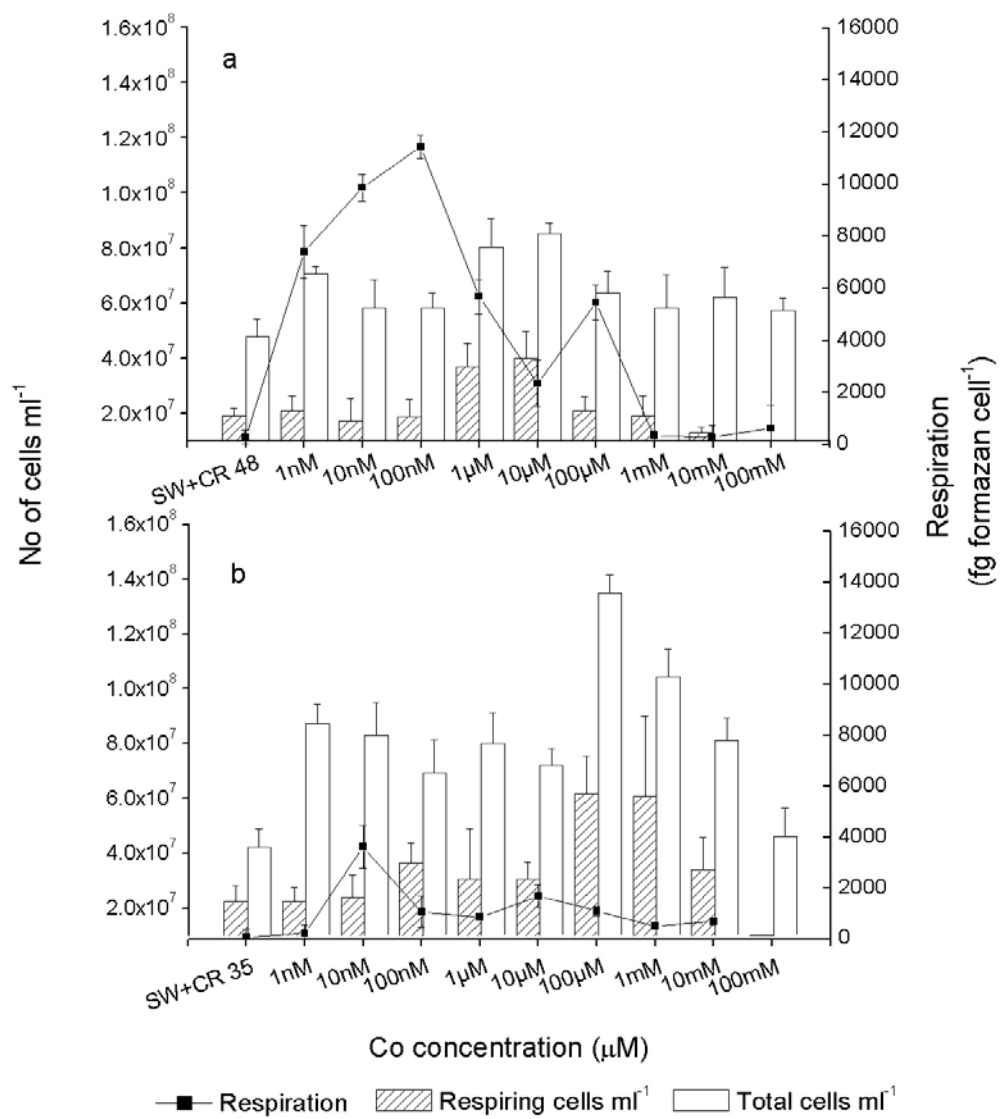 No of cells ml⁻¹
Respiration
(fg formazan cell⁻¹)
a
1.6x10⁸
1.4x10⁸
1.2x10⁸
1.0x10⁸
8.0x10⁷
6.0x10⁷
4.0x10⁷
2.0x10⁷
16000
14000
12000
10000
8000
6000
4000
2000
0
SW+CR 48 1nM 10nM 100nM 1µM 10µM 100µM 1mM 10mM 100mM
b
1.6x10⁸
1.4x10⁸
1.2x10⁸
1.0x10⁸
8.0x10⁷
6.0x10⁷
4.0x10⁷
2.0x10⁷
16000
14000
12000
10000
8000
6000
4000
2000
0
SW+CR 35 1nM 10nM 100nM 1µM 10µM 100µM 1mM 10mM 100mM
Co concentration (µM)
Respiration Respiring cells ml⁻¹ Total cells ml⁻¹